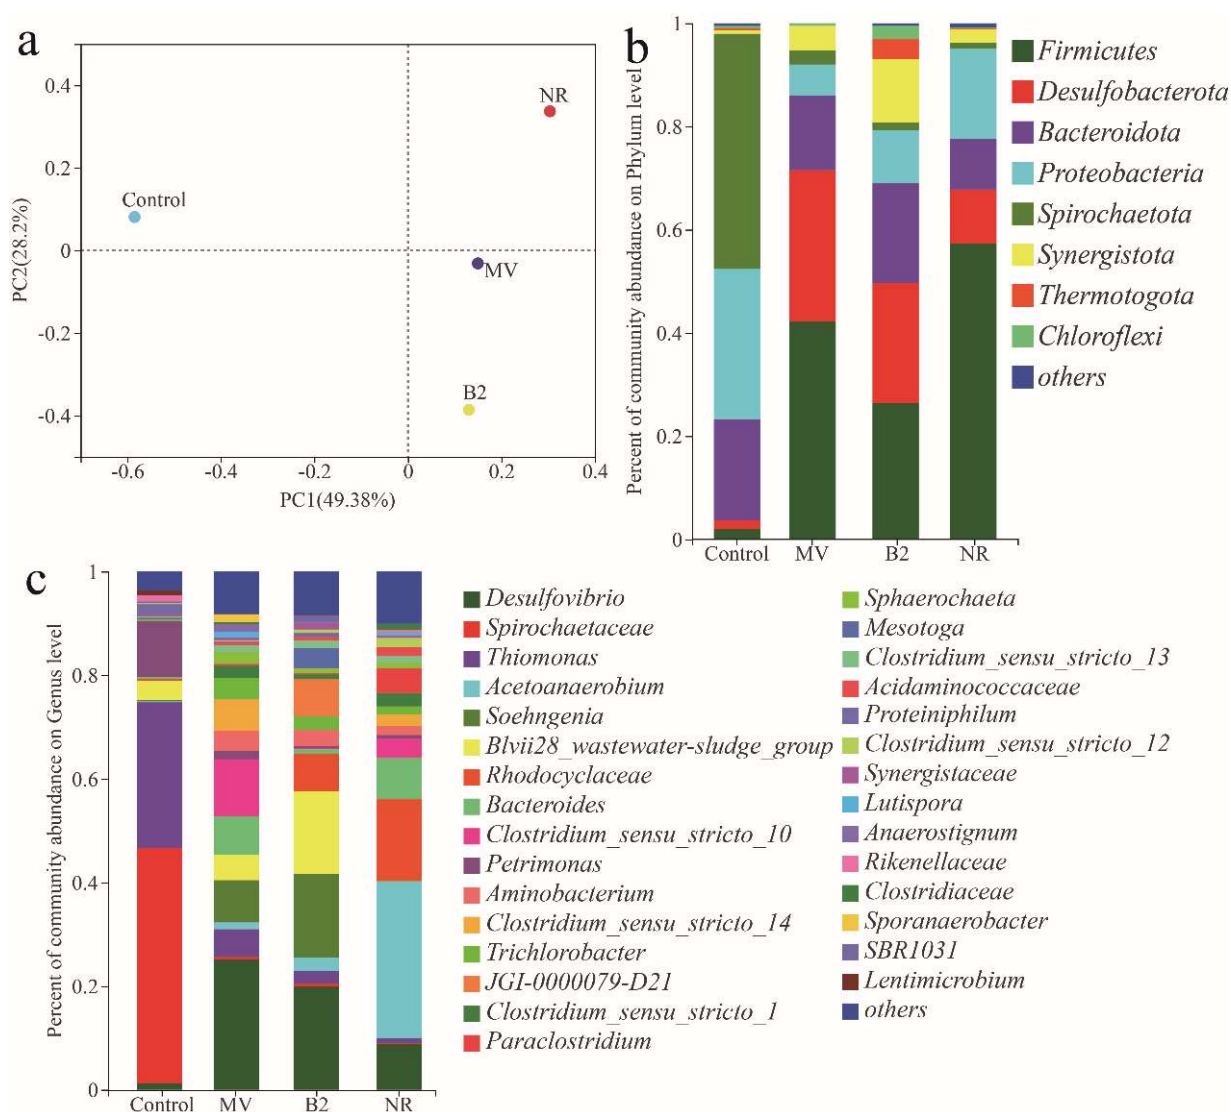 a
0.4
0.2
0
-0.2
-0.4
PC2(28.2%)
-0.6
-0.4
-0.2
0
0.2
0.4
PC1(49.38%)
NR
Control
MV
B2
b
1
0.8
0.6
0.4
0.2
0
Percent of community abundance on Phylum level
Control
MV
B2
NR
Firmicutes
Desulfobacterota
Bacteroidota
Proteobacteria
Spirochaetota
Synergistota
Thermotogota
Chloroflexi
others
c
1
0.8
0.6
0.4
0.2
0
Percent of community abundance on Genus level
Control
MV
B2
NR
Desulfovibrio
Spirochaetaceae
Thiomonas
Acetoanaerobium
Soehngenia
Blvii28_wastewater-sludge_group
Rhodocyclaceae
Bacteroides
Clostridium_sensu_stricto_10
Petrimonas
Aminobacterium
Clostridium_sensu_stricto_14
Trichlorobacter
JGI-0000079-D21
Clostridium_sensu_stricto_1
Paraclostridium
Sphaerochaeta
Mesotoga
Clostridium_sensu_stricto_13
Acidaminococcaceae
Proteiniphilum
Clostridium_sensu_stricto_12
Synergistaceae
Lutispora
Anaerostignum
Rikenellaceae
Clostridiaceae
Sporanaerobacter
SBR1031
Lentimicrobium
others